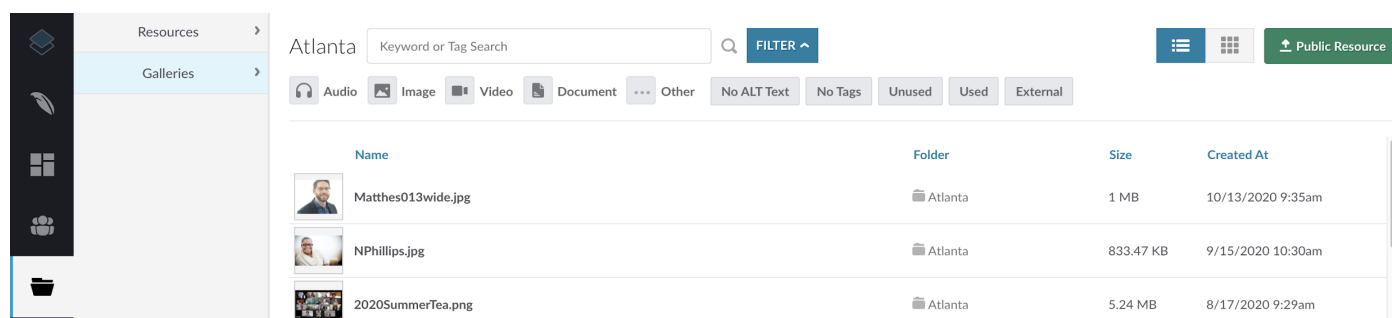 Resources
Galleries
Atlanta Keyword or Tag Search FILTER Public Resource
Audio Image Video Document Other No ALT Text No Tags Unused Used External
Name Folder Size Created At
Matthes013wide.jpg Atlanta 1 MB 10/13/2020 9:35am
NPhillips.jpg Atlanta 833.47 KB 9/15/2020 10:30am
2020SummerTea.png Atlanta 5.24 MB 8/17/2020 9:29am